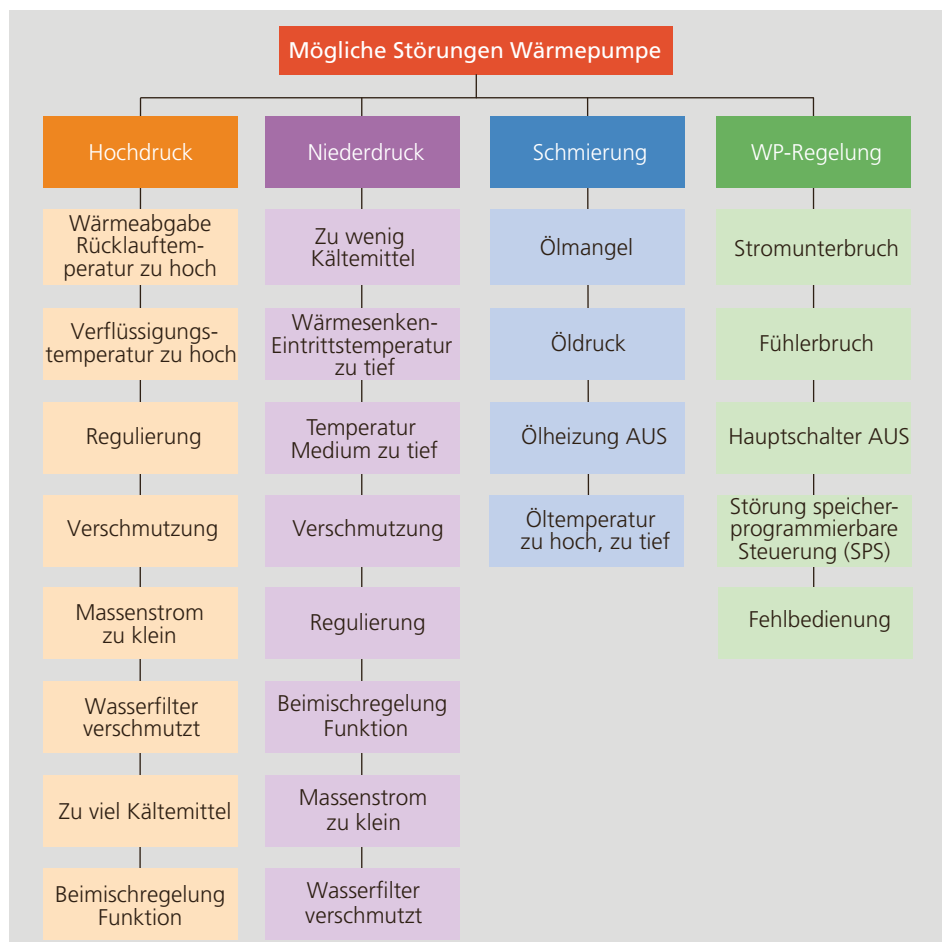 Mögliche Störungen Wärmepumpe
Hochdruck
Wärmeabgabe
Rücklauftem-
peratur zu hoch
Verflüssigungs-
temperatur zu hoch
Regulierung
Verschmutzung
Massenstrom
zu klein
Wasserfilter
verschmutzt
Zu viel Kältemittel
Beimischregelung
Funktion
Niederdruck
Zu wenig
Kältemittel
Wärmesenken-
Eintrittstemperatur
zu tief
Temperatur
Medium zu tief
Verschmutzung
Regulierung
Beimischregelung
Funktion
Massenstrom
zu klein
Wasserfilter
verschmutzt
Schmierung
Ölmangel
Öldruck
Ölheizung AUS
Öltemperatur
zu hoch, zu tief
WP-Regelung
Stromunterbruch
Fühlerbruch
Hauptschalter AUS
Störung speicher-
programmierbare
Steuerung (SPS)
Fehlbedienung